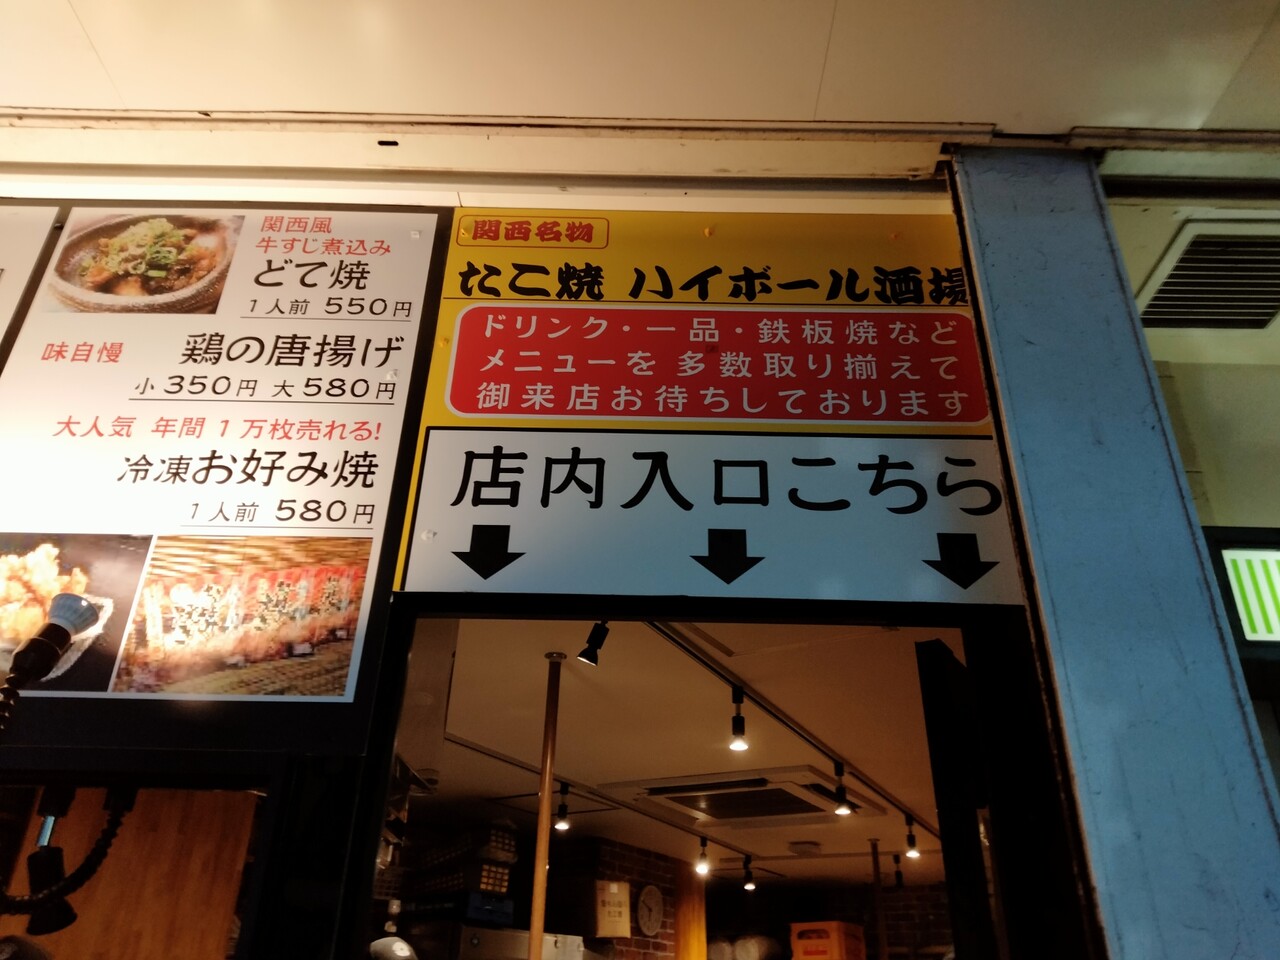 関西風
牛すじ煮込み
どて焼
1人前 550円
味自慢 鶏の唐揚げ
小 350円 大 580円
大人気 年間 1万枚売れる!
冷凍お好み焼
1人前 580円
関西名物
たこ焼 ハイボール酒場
ドリンク・一品・鉄板焼など
メニューを 多数取り揃えて
御来店お待ちしております
店内入口こちら